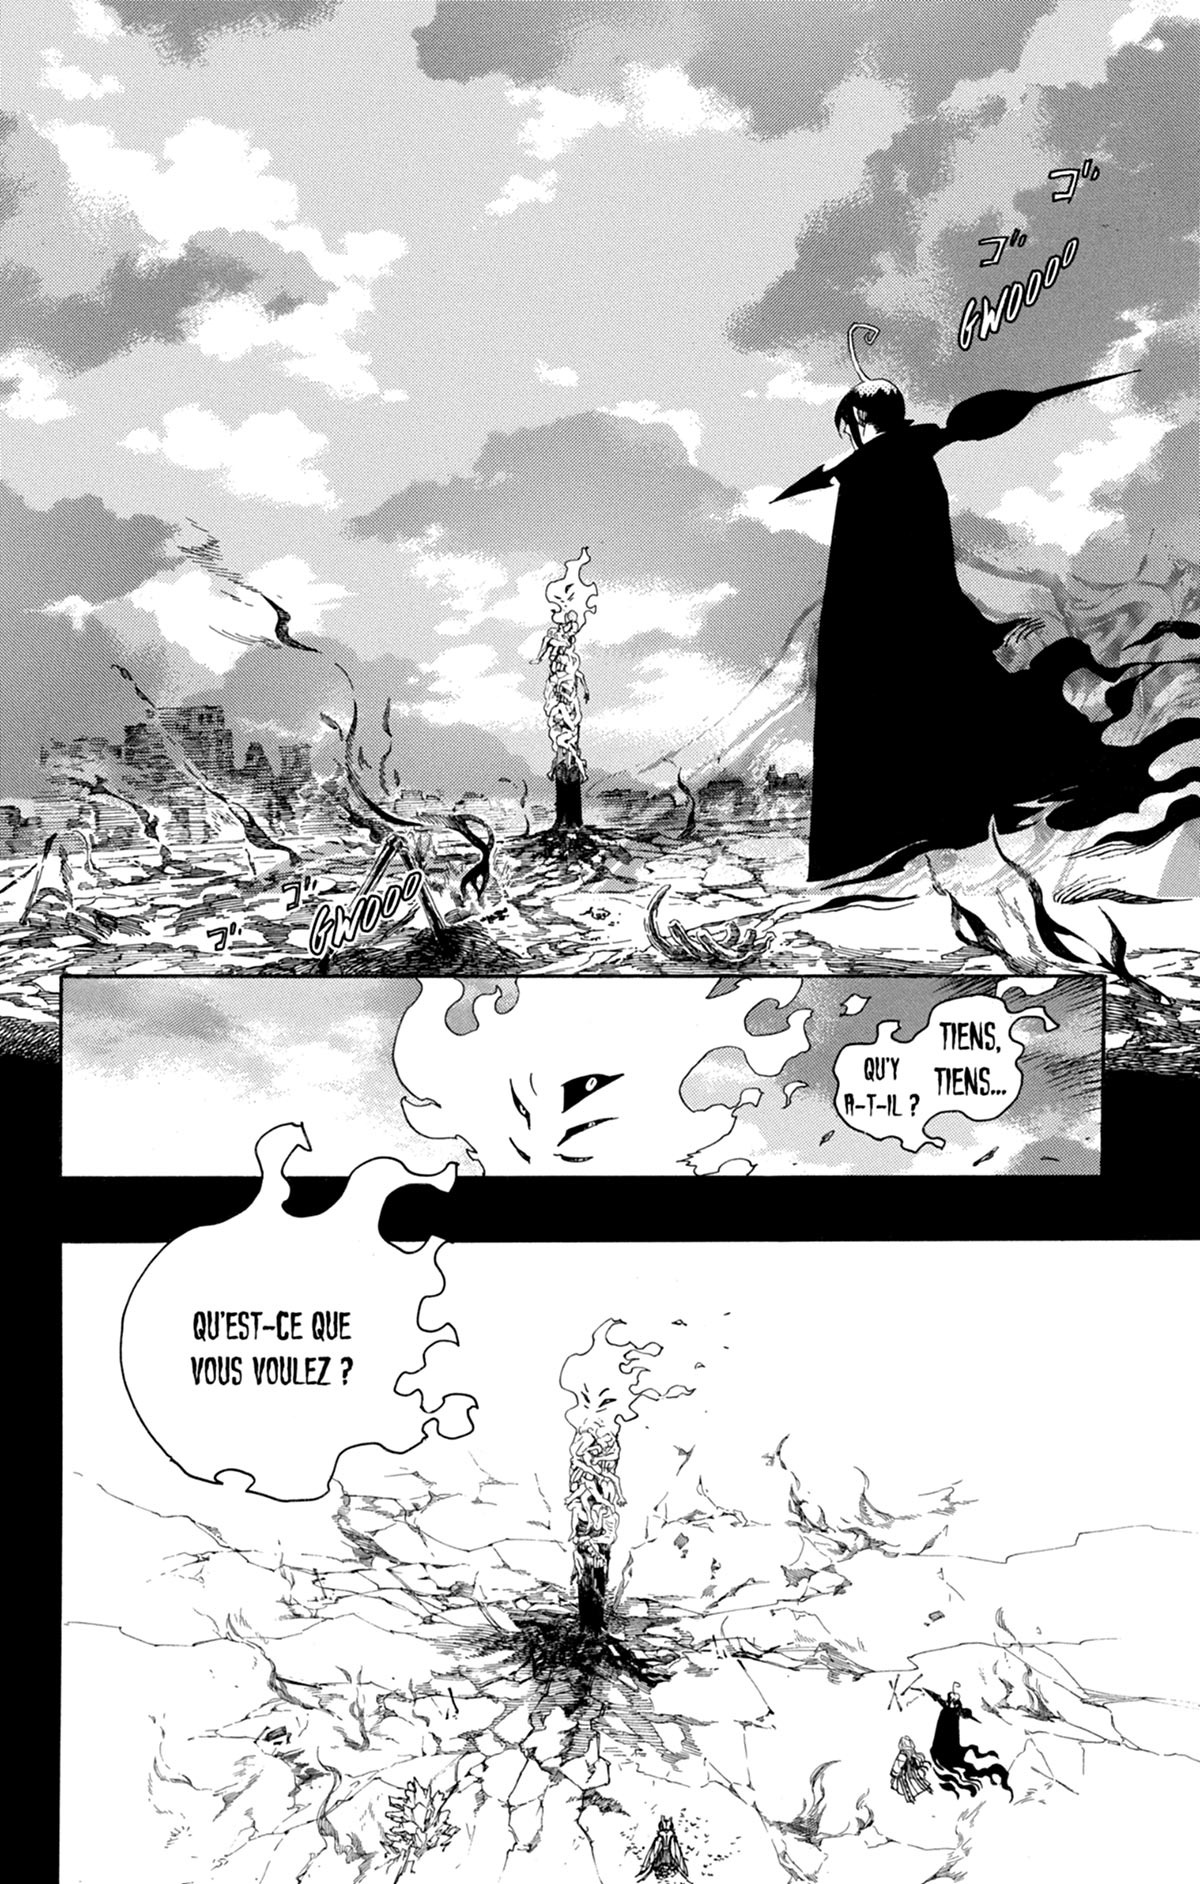 ゴ
ゴ
GWOOOO
ゴ
GWOOO
ゴ
TIENS,
TIENS...
QU'Y
A-T-IL ?
QU'EST-CE QUE
VOUS VOULEZ ?